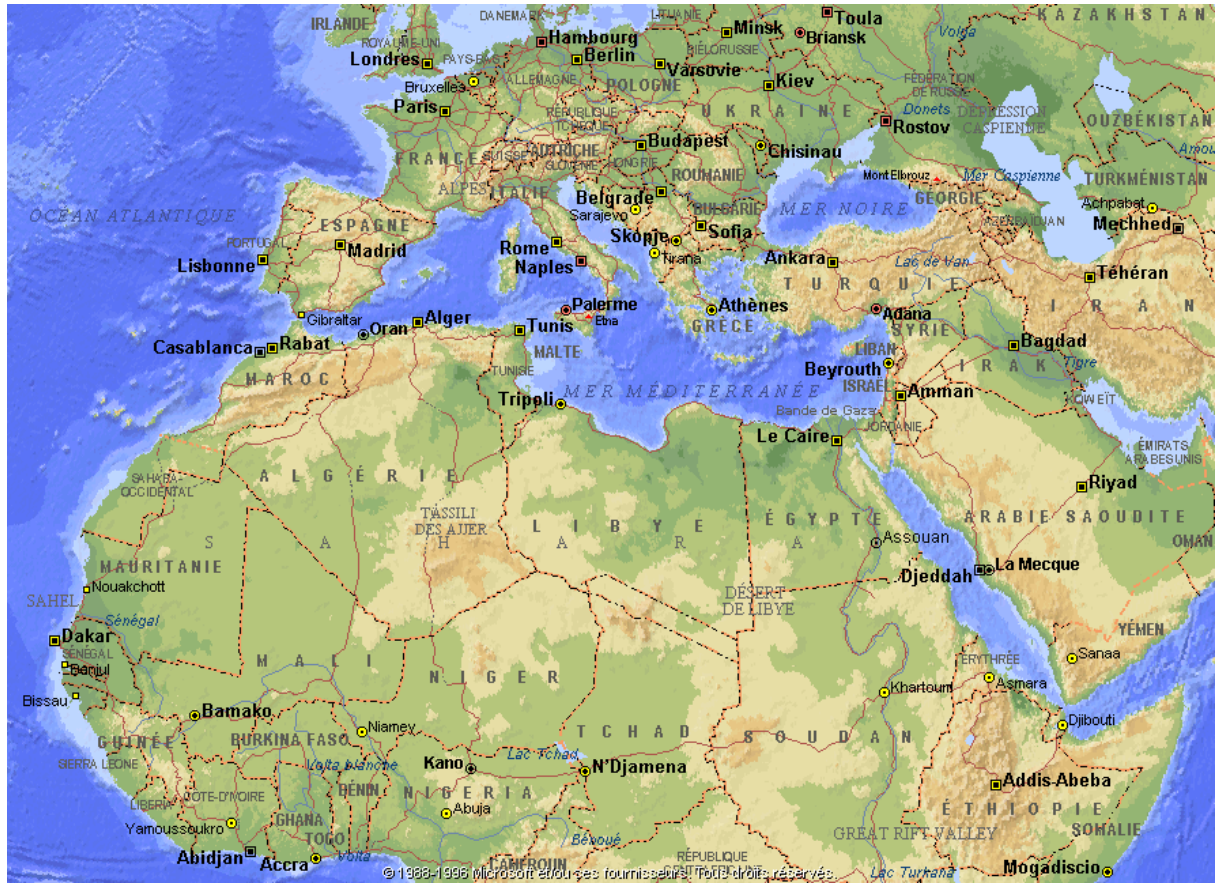 IRLANDE
DANEMARK
LITUANIE
Toula
KAZAKHSTAN
Hambourg
Minsk
Briansk
Volga
ROYAUME-UNI
Londres
PAYS-BAS
Berlin
BIÉLORUSSIE
Varsovie
Bruxelles
ALLEMAGNE
POLOGNE
Kiev
FÉDÉRATION
DE RUSSIE
Paris
RÉPUBLIQUE
TCHÈQUE
UKRAINE
Donets
DÉPRESSION
CASPIENNE
Rostov
OUZBÉKISTAN
FRANCE
SUISSE
AUTRICHE
SLOVÉNIE
Budapest
HONGRIE
Chisinau
Amou
ALPES
ITALIE
ROUMANIE
Mont Elbrouz
Mer Caspienne
TURKMÉNISTAN
Belgrade
Sarajevo
BULGARIE
MER NOIRE
GÉORGIE
Achpabat
OCÉAN ATLANTIQUE
ESPAGNE
AZERBAÏDJAN
Mechhed
PORTUGAL
Madrid
Rome
Skopje
Sofia
Lisbonne
Naples
Tirana
Ankara
Lac de Van
Téhéran
TURQUIE
IRAN
Gibraltar
Palerme
Etna
Athènes
Adana
Oran
Alger
Tunis
GRÈCE
SYRIE
Casablanca
Rabat
MALTE
LIBAN
Bagdad
MAROC
TUNISIE
Beyrouth
IRAK
Tigre
MER MÉDITERRANÉE
ISRAËL
Amman
KOWEÏT
Tripoli
Bande de Gaza
JORDANIE
Le Caire
ÉMIRATS
ARABES UNIS
SAHARA-
OCCIDENTAL
ALGÉRIE
Riyad
TASSILI
DES AJJER
LIBYE
ÉGYPTE
ARABIE SAOUDITE
SAHARA
Assouan
OMAN
MAURITANIE
Djeddah
La Mecque
Nouakchott
DÉSERT
DE LIBYE
SAHEL
Sénégal
Dakar
YÉMEN
SÉNÉGAL
Banjul
MALI
NIGER
ÉRYTHRÉE
Sanaa
Bissau
Khartoum
Asmara
Bamako
Niamey
Djibouti
GUINÉE
BURKINA FASO
TCHAD
SOUDAN
SIERRA LEONE
Volta blanche
Kano
Lac Tchad
N'Djamena
LIBERIA
CÔTE-D'IVOIRE
BÉNIN
NIGERIA
Addis-Abeba
Yamoussoukro
GHANA
Abuja
ÉTHIOPIE
TOGO
Bénoué
GREAT RIFT VALLEY
SOMALIE
Abidjan
Accra
Volta
CAMEROUN
RÉPUBLIQUE
CENTRAFRICAINE
Lac Turkana
Mogadiscio
© 1988-1996 Microsoft et/ou ses fournisseurs. Tous droits réservés.